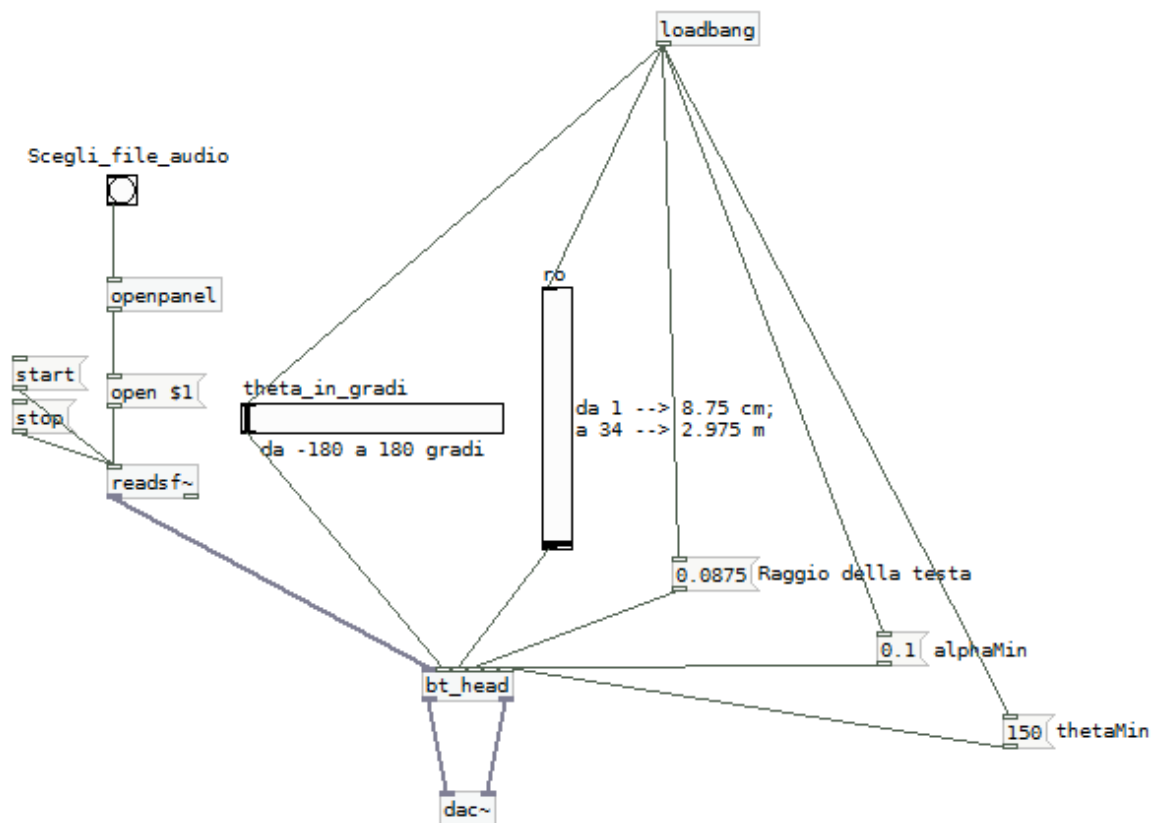 loadbang
Scegli_file_audio
openpanel
ro
start
open $1
theta_in_gradi
stop
da 1 --> 8.75 cm;
a 34 --> 2.975 m
da -180 a 180 gradi
readsf~
0.0875 Raggio della testa
0.1 alphaMin
bt_head
150 thetaMin
dac~